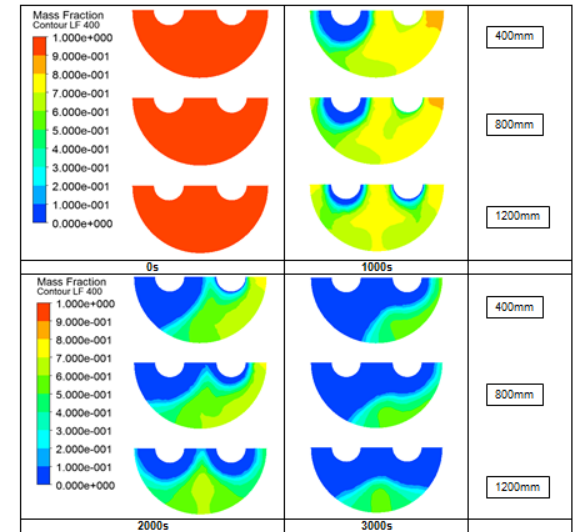 Mass Fraction
Contour LF 400
1.000e+000
9.000e-001
8.000e-001
7.000e-001
6.000e-001
5.000e-001
4.000e-001
3.000e-001
2.000e-001
1.000e-001
0.000e+000
400mm
800mm
1200mm
0s
1000s
Mass Fraction
Contour LF 400
1.000e+000
9.000e-001
8.000e-001
7.000e-001
6.000e-001
5.000e-001
4.000e-001
3.000e-001
2.000e-001
1.000e-001
0.000e+000
400mm
800mm
1200mm
2000s
3000s